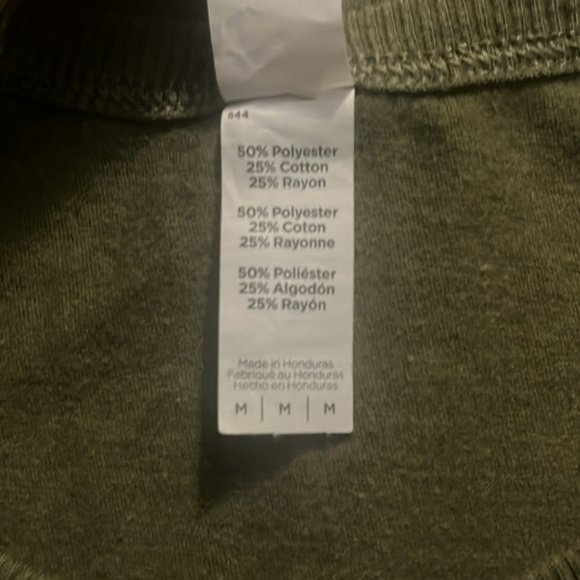 844
50% Polyester
25% Cotton
25% Rayon
50% Polyester
25% Coton
25% Rayonne
50% Poliéster
25% Algodón
25% Rayón
Made in Honduras
Fabriqué au Honduras
Hecho en Honduras
M | M | M